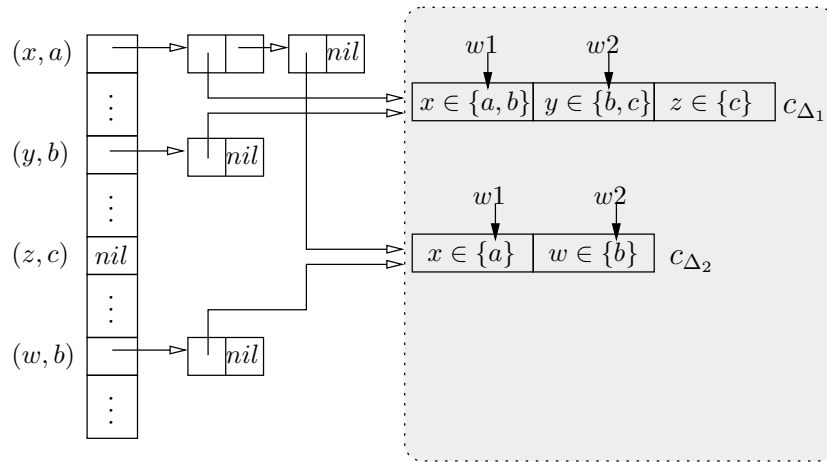 (x, a) nil w1 w2
x ∈ {a, b} y ∈ {b, c} z ∈ {c} c_{Δ_1}
⋮
(y, b) nil
⋮
w1 w2
(z, c) nil x ∈ {a} w ∈ {b} c_{Δ_2}
⋮
(w, b) nil
⋮